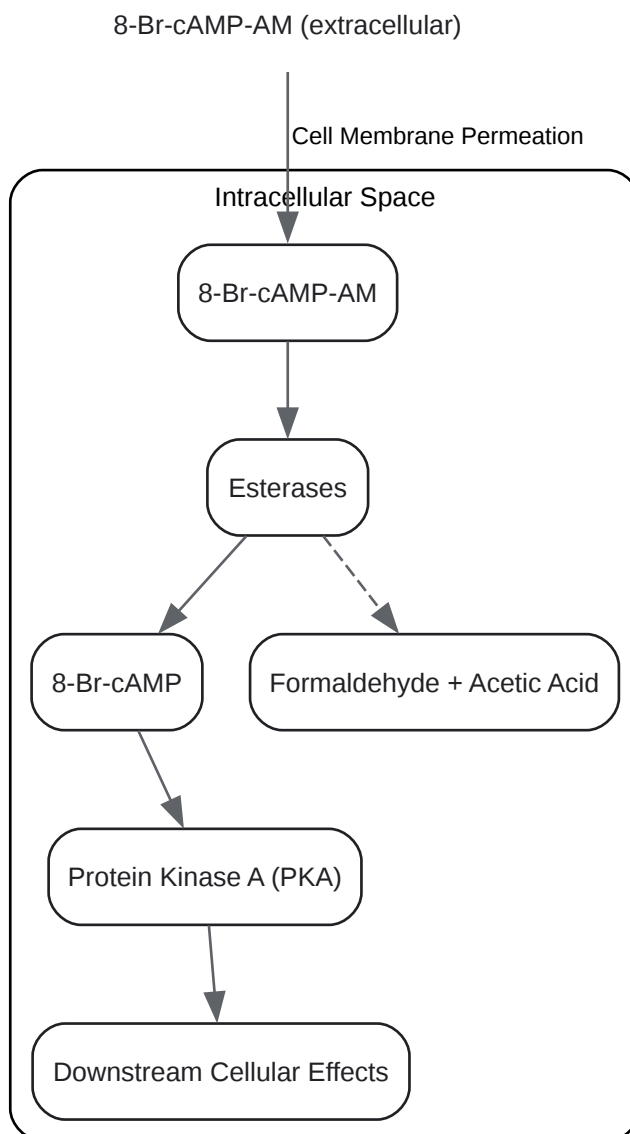 8-Br-cAMP-AM (extracellular)
Cell Membrane Permeation
Intracellular Space
8-Br-cAMP-AM
Esterases
8-Br-cAMP
Formaldehyde + Acetic Acid
Protein Kinase A (PKA)
Downstream Cellular Effects